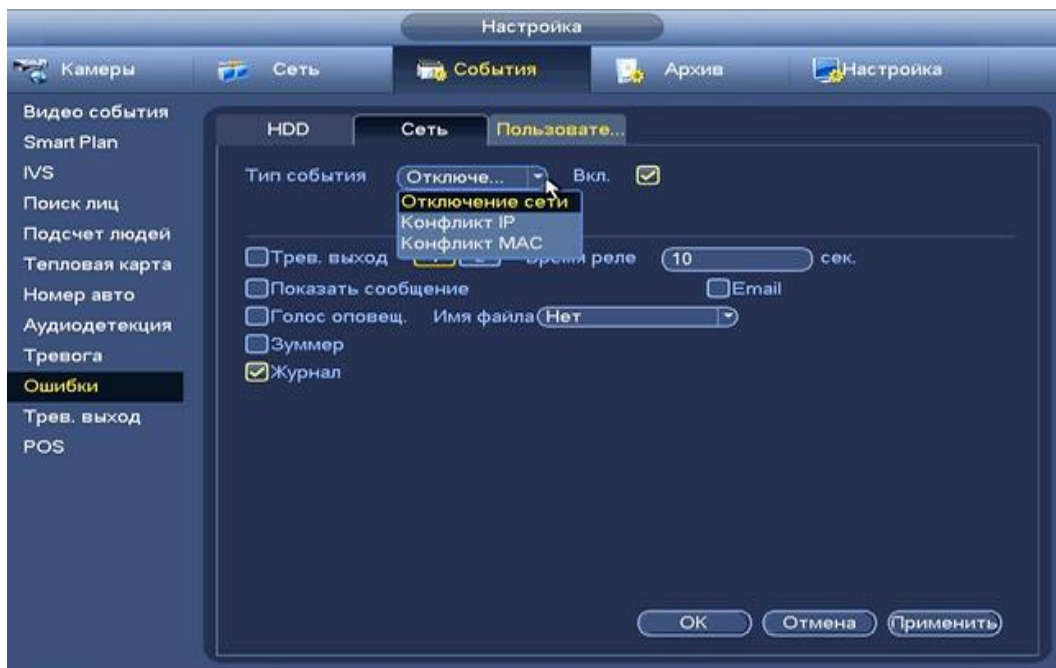 Настройка
Камеры Сеть События Архив Настройка
Видео события
Smart Plan
IVS
Поиск лиц
Подсчет людей
Тепловая карта
Номер авто
Аудиодетекция
Тревога
Ошибки
Трев. выход
POS
HDD Сеть Пользовате...
Тип события Отключе... Вкл.
Отключение сети
Конфликт IP
Конфликт MAC
Трев. выход реле 10 сек.
Показать сообщение Email
Голос оповещ. Имя файла Нет
Зуммер
Журнал
OK Отмена Применить